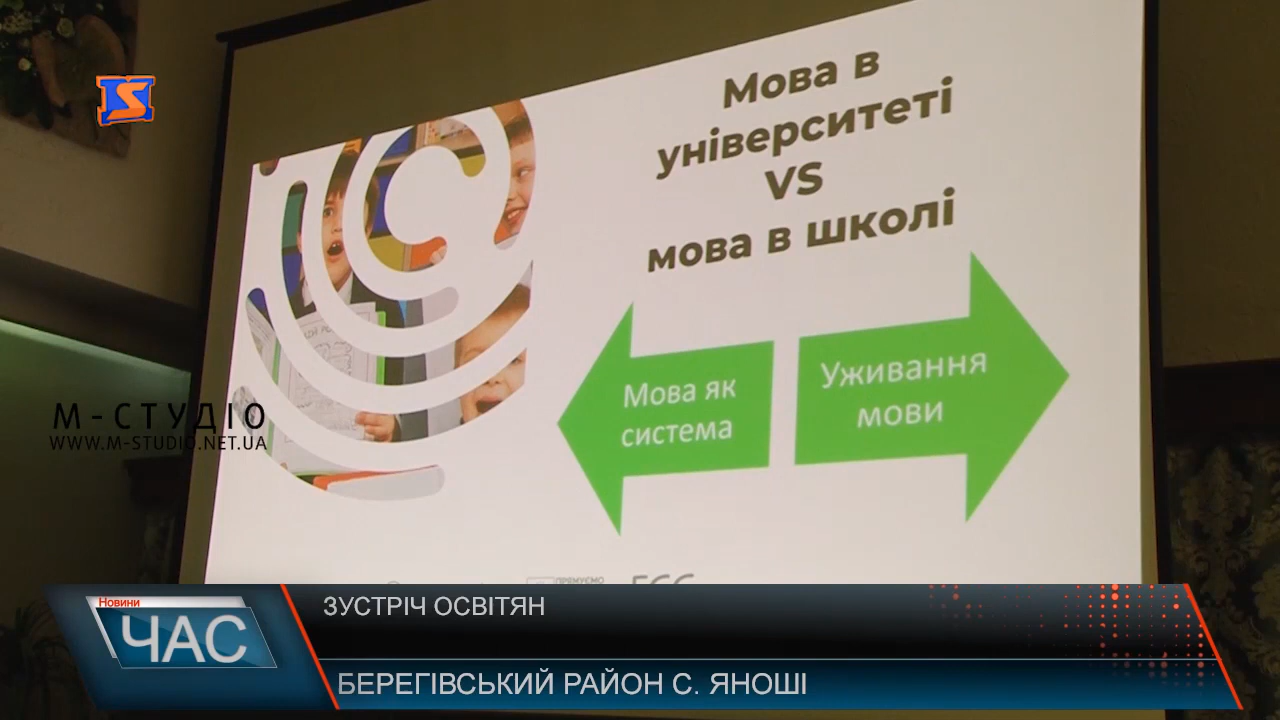 Мова в
університеті
VS
мова в школі
Мова як
система
Уживання
мови
М-СТУДІО
WWW.M-STUDIO.NET.UA
ПРЯМУЄМО
Новини
ЧАС
ЗУСТРІЧ ОСВІТЯН
БЕРЕГІВСЬКИЙ РАЙОН С. ЯНОШІ